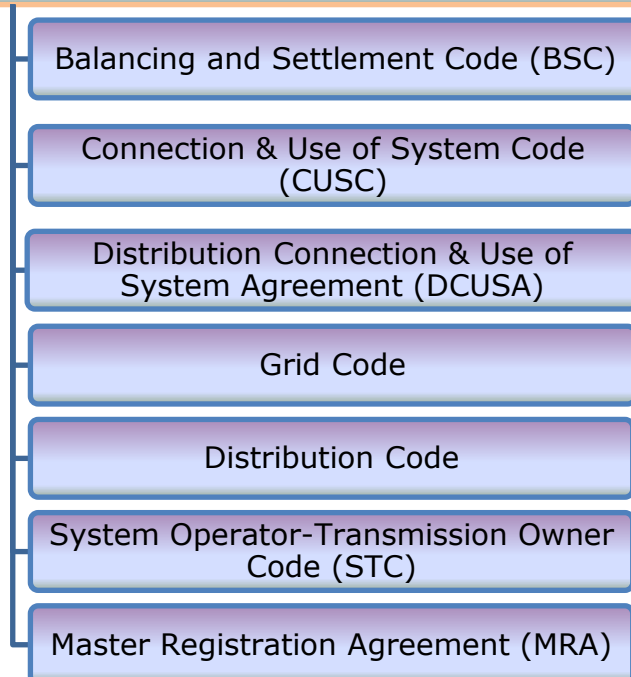 Balancing and Settlement Code (BSC)
Connection & Use of System Code
(CUSC)
Distribution Connection & Use of
System Agreement (DCUSA)
Grid Code
Distribution Code
System Operator-Transmission Owner
Code (STC)
Master Registration Agreement (MRA)